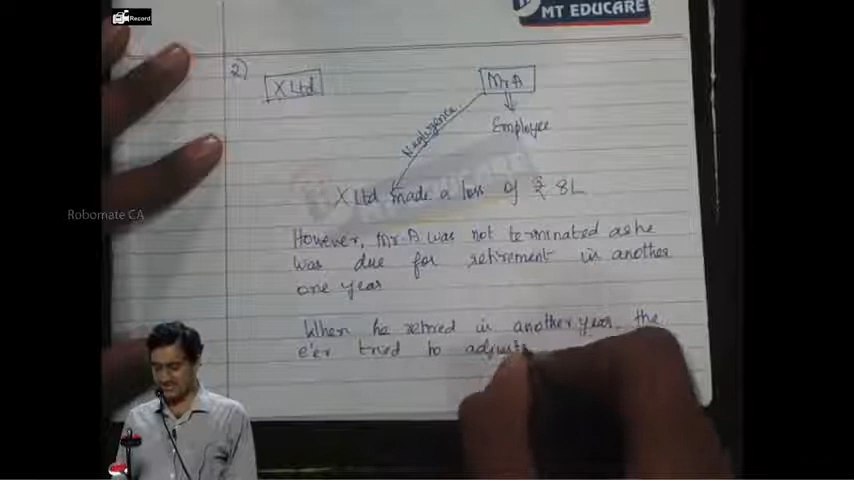 Record
MT EDUCARE
2)
X Ltd
Mr A
Negligence
Employee
X Ltd made a loss of ₹ 8L
Robomate CA
However, Mr A was not terminated as he
was due for retirement in another
one year
When he retired in another year, the
e'er tried to adjust